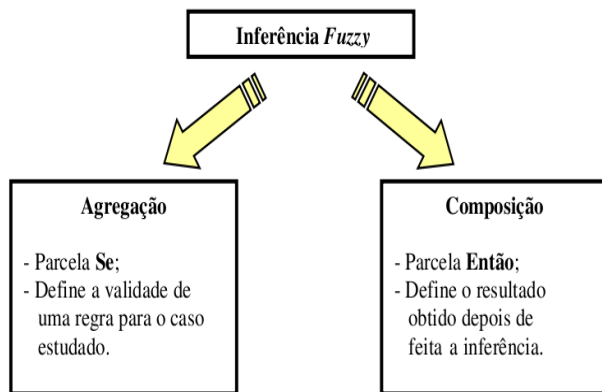 Inferência Fuzzy
Agregação
- Parcela Se;
- Define a validade de
uma regra para o caso
estudado.
Composição
- Parcela Então;
- Define o resultado
obtido depois de
feita a inferência.